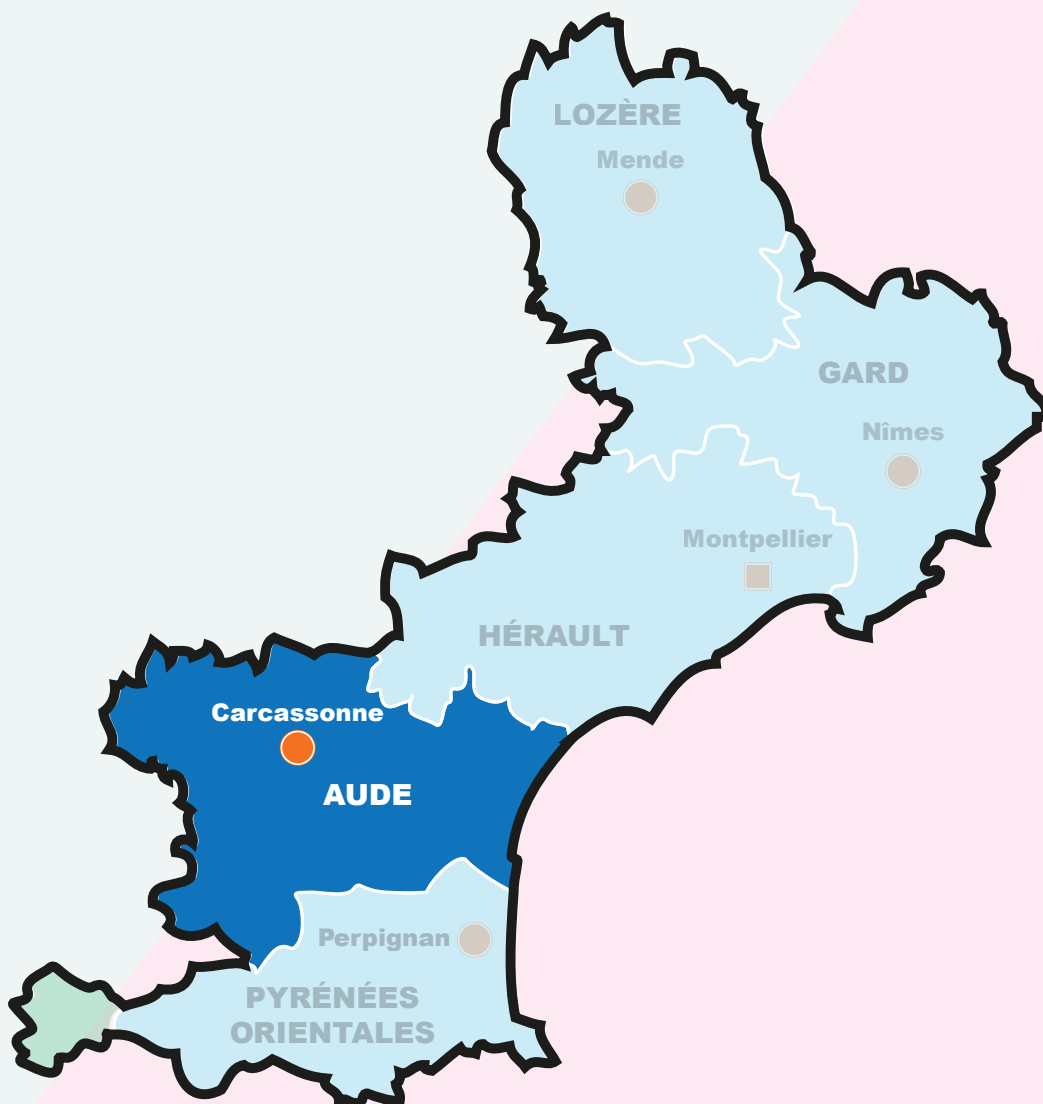 LOZÈRE
Mende
GARD
Nîmes
Montpellier
HÉRAULT
Carcassonne
AUDE
Perpignan
PYRÉNÉES
ORIENTALES